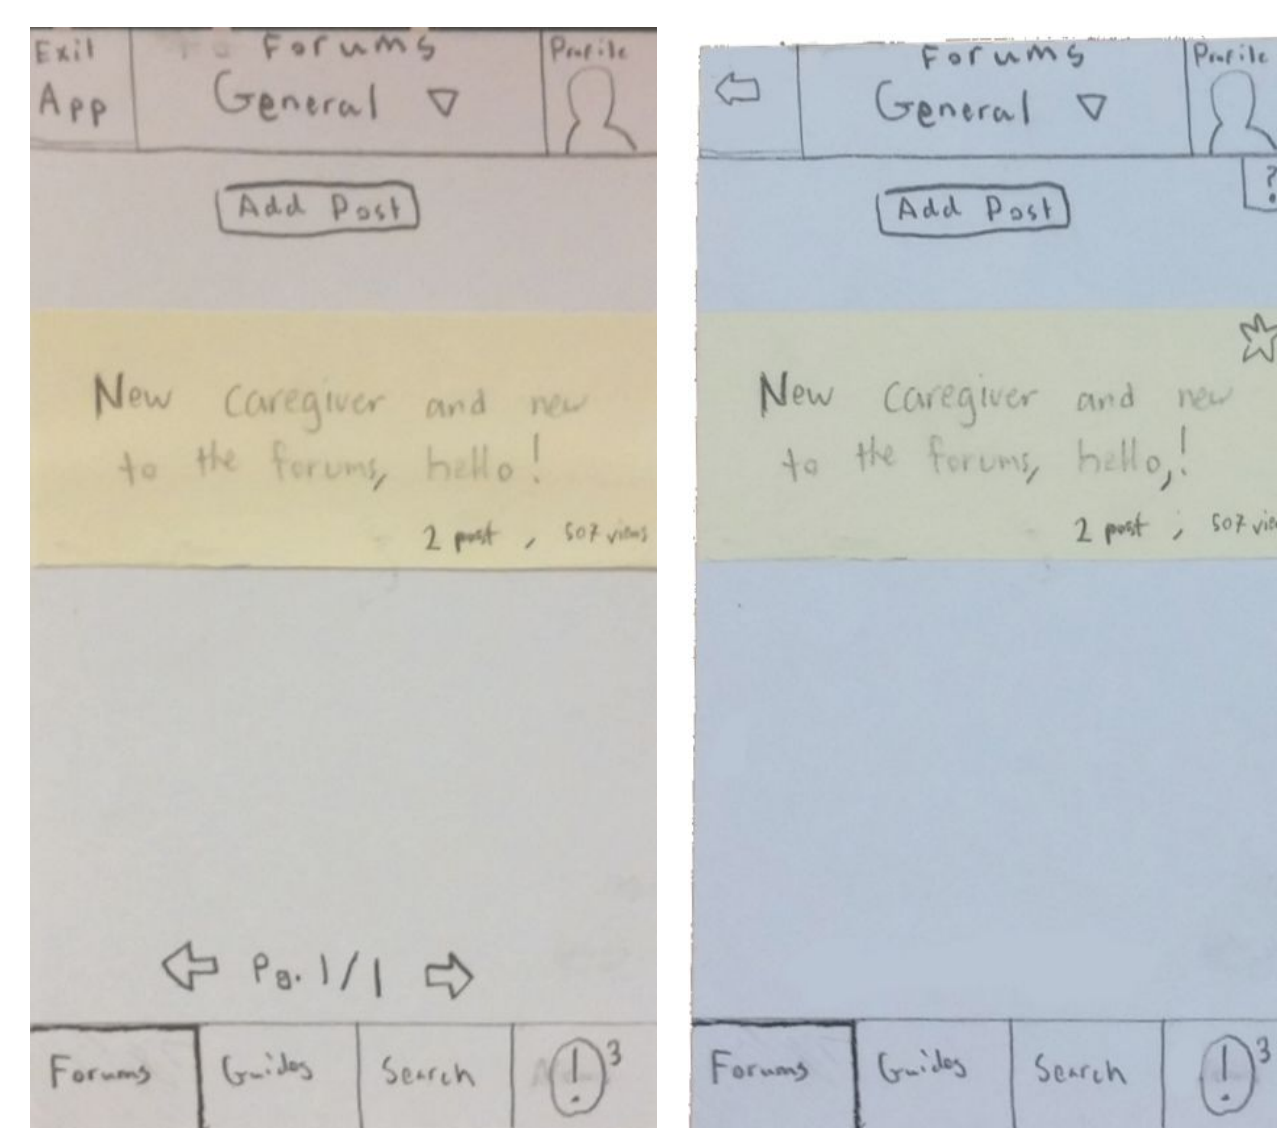 Exit
App
Forums
General
Profile
Add Post
New caregiver and new
to the forums, hello!
2 post, 507 views
Pg. 1/1
Forums
Guides
Search
! 3
Forums
General
Profile
?
Add Post
New caregiver and new
to the forums, hello,!
2 post, 507 vie
Forums
Guides
Search
! 3